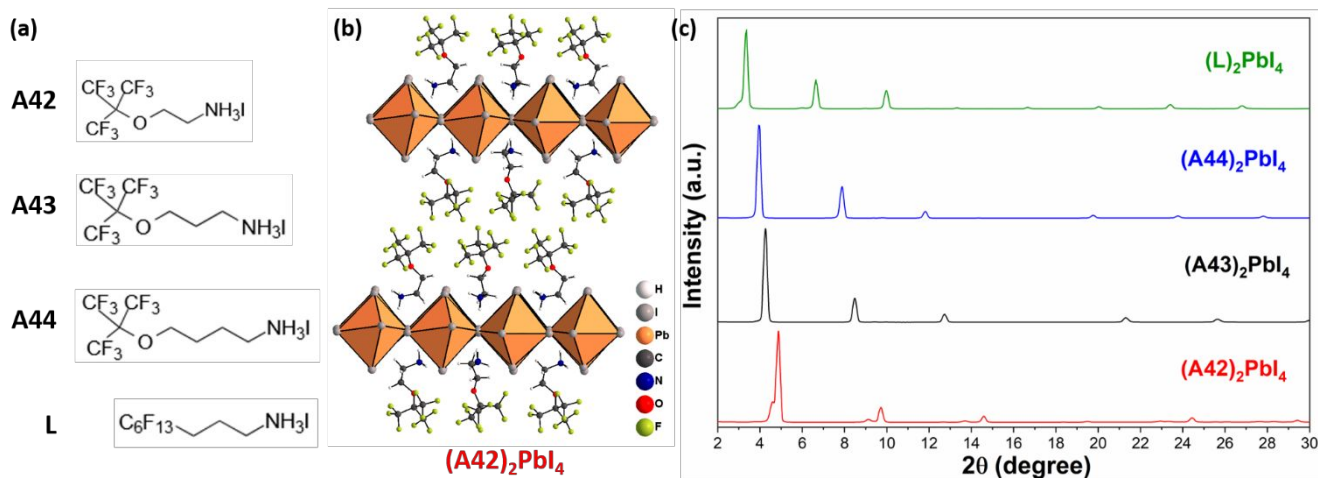 (a)
A42
CF₃ CF₃
CF₃ O NH₃I
A43
CF₃ CF₃
CF₃ O NH₃I
A44
CF₃ CF₃
CF₃ O NH₃I
L
C₆F₁₃ NH₃I
(b)
H
I
Pb
C
N
O
F
(A42)₂PbI₄
(c)
Intensity (a.u.)
(L)₂PbI₄
(A44)₂PbI₄
(A43)₂PbI₄
(A42)₂PbI₄
2 4 6 8 10 12 14 16 18 20 22 24 26 28 30
2θ (degree)